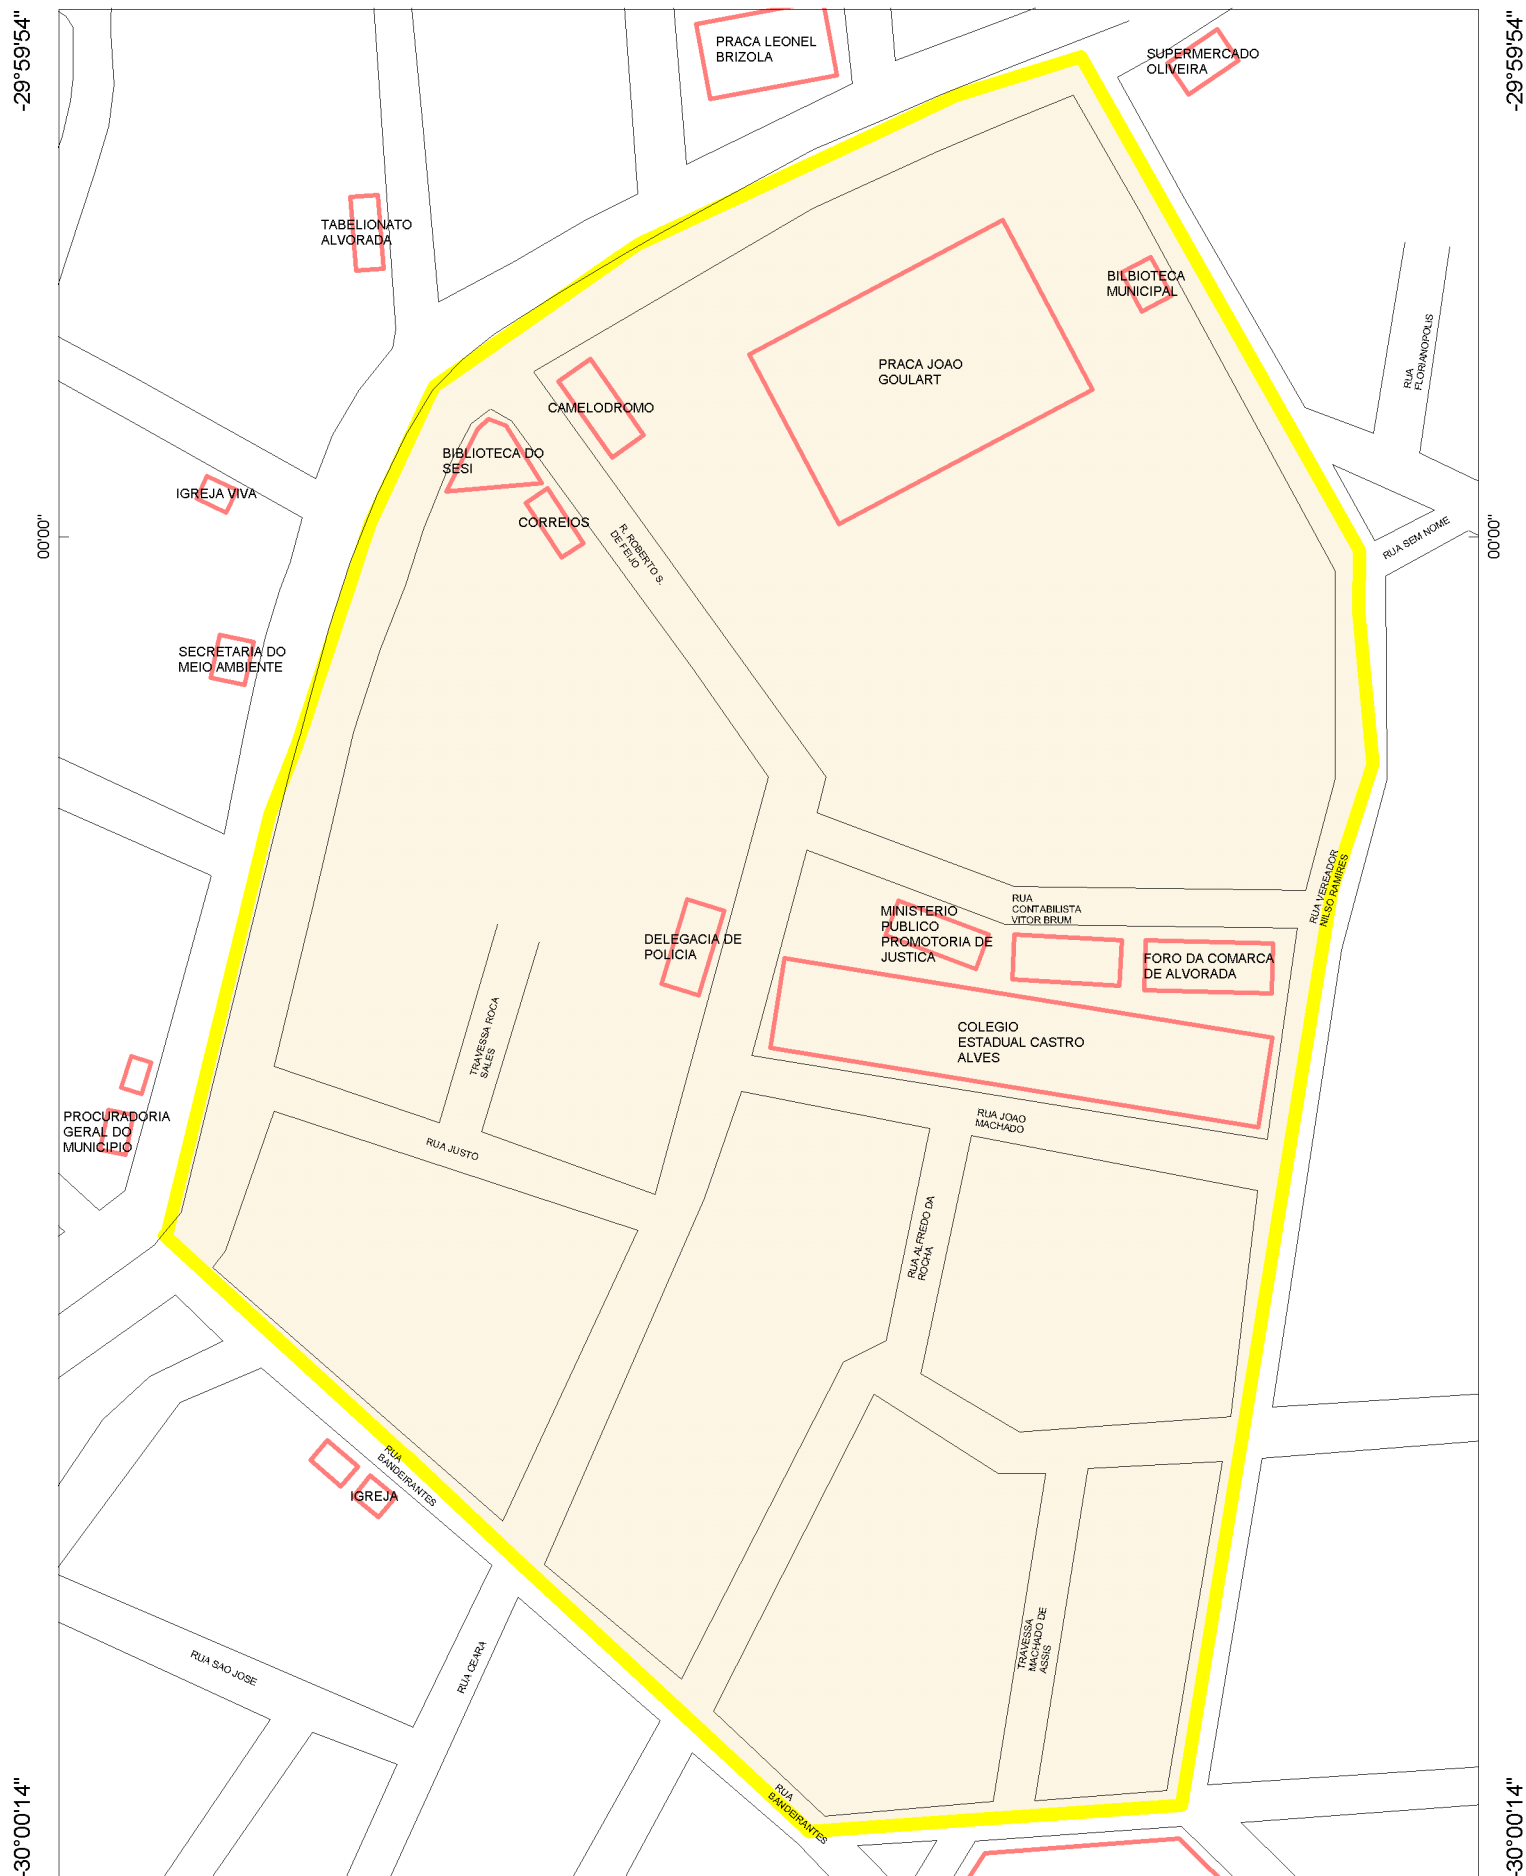 -29°59'54"
-29°59'54"
PRACA LEONEL
BRIZOLA
SUPERMERCADO
OLIVEIRA
TABELIONATO
ALVORADA
BILBIOTECA
MUNICIPAL
RUA
FLORIANOPOLIS
PRACA JOAO
GOULART
CAMELODROMO
BIBLIOTECA DO
SESI
IGREJA VIVA
CORREIOS
00'00"
00'00"
R. ROBERTO S.
DE FEIJO
RUA SEM NOME
SECRETARIA DO
MEIO AMBIENTE
RUA VEREADOR
NILSO RAMIRES
RUA
CONTABILISTA
VITOR BRUM
MINISTERIO
PUBLICO
PROMOTORIA DE
JUSTICA
DELEGACIA DE
POLICIA
FORO DA COMARCA
DE ALVORADA
TRAVESSA ROCA
SALES
COLEGIO
ESTADUAL CASTRO
ALVES
PROCURADORIA
GERAL DO
MUNICIPIO
RUA JOAO
MACHADO
RUA JUSTO
RUA ALFREDO DA
ROCHA
RUA
BANDEIRANTES
IGREJA
TRAVESSA
MACHADO DE
ASSIS
RUA SAO JOSE
RUA CEARA
RUA
BANDEIRANTES
-30°00'14"
-30°00'14"